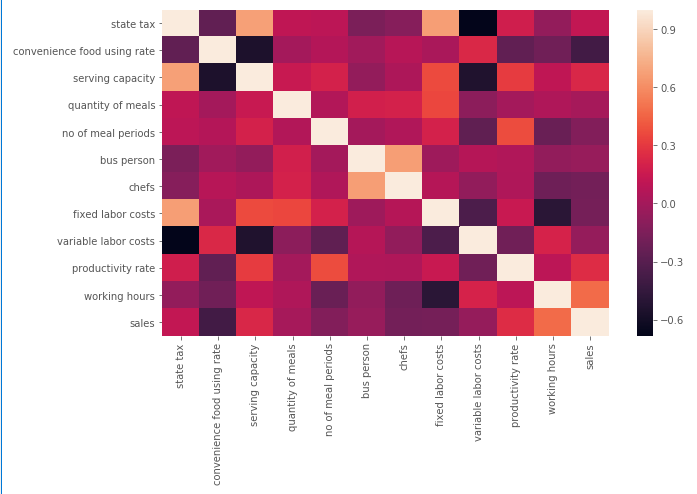 state tax
convenience food using rate
serving capacity
quantity of meals
no of meal periods
bus person
chefs
fixed labor costs
variable labor costs
productivity rate
working hours
sales
state tax
convenience food using rate
serving capacity
quantity of meals
no of meal periods
bus person
chefs
fixed labor costs
variable labor costs
productivity rate
working hours
sales
0.9
0.6
0.3
0.0
−0.3
−0.6